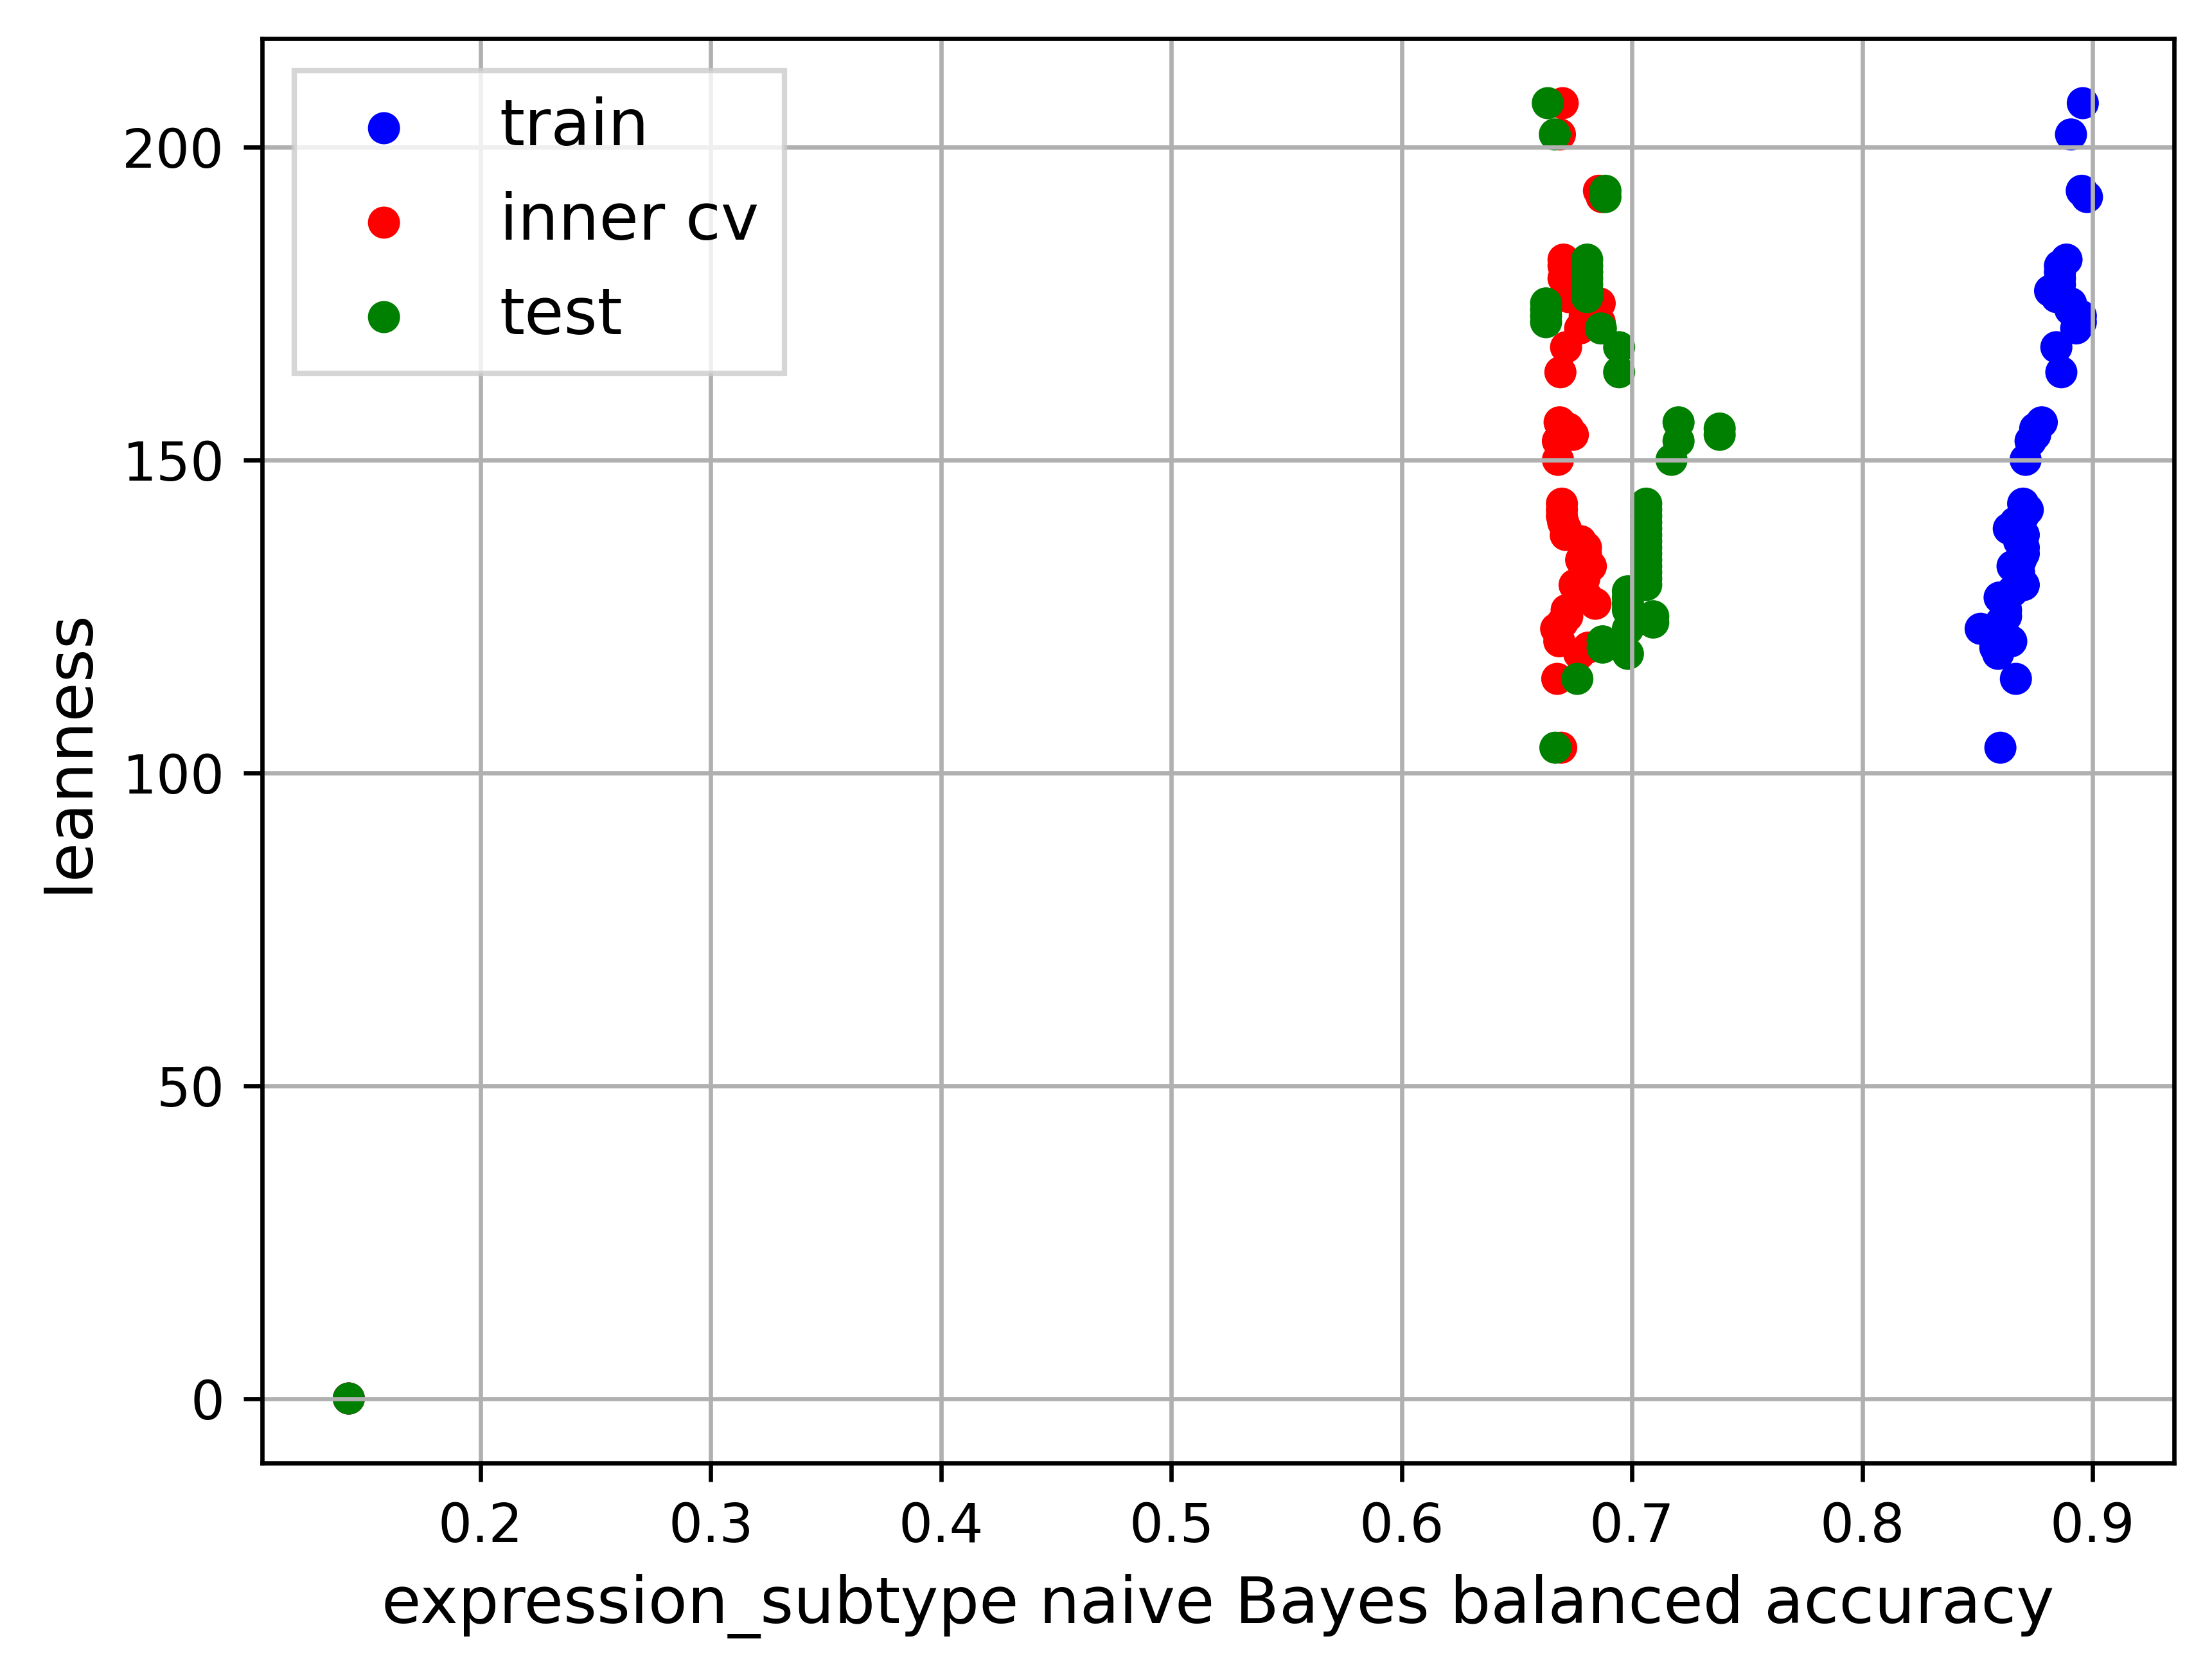 train
inner cv
test
200
150
100
50
0
leanness
0.2 0.3 0.4 0.5 0.6 0.7 0.8 0.9
expression_subtype naive Bayes balanced accuracy